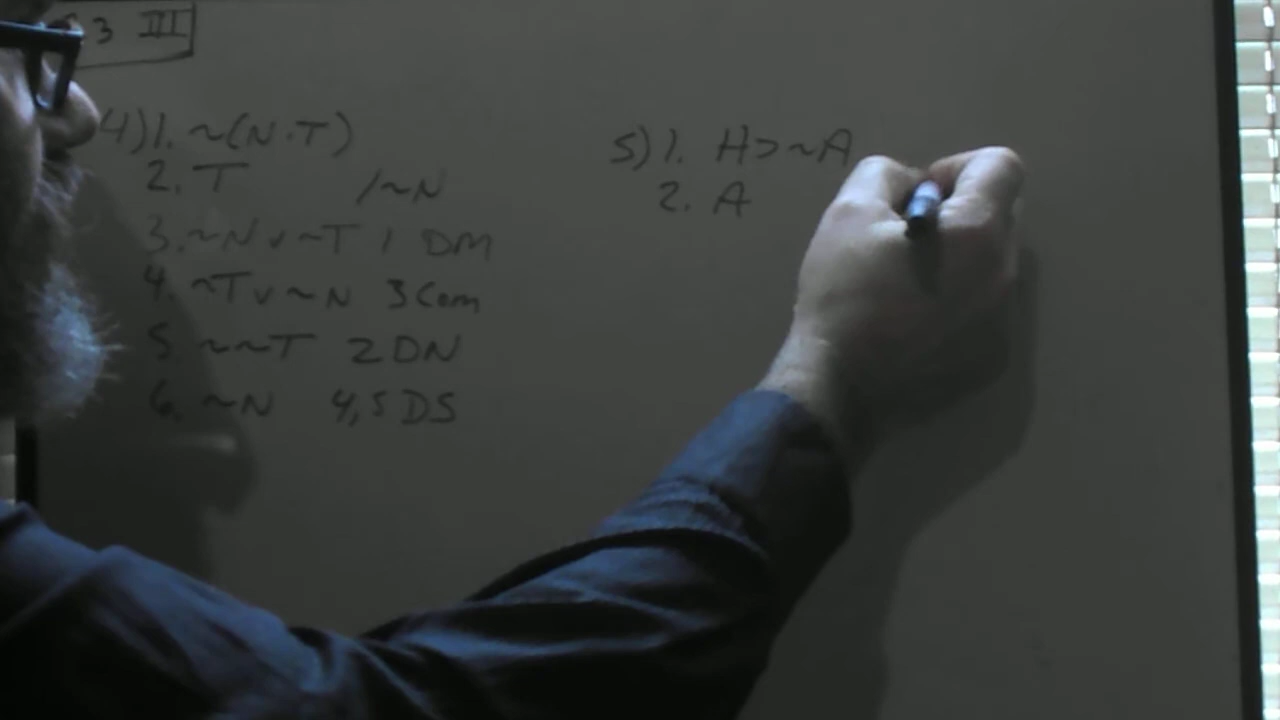 3 III
4) 1. ~(N·T)
2. T /~N
3. ~N v ~T 1 DM
4. ~T v ~N 3 Com
5 ~~T 2 DN
6. ~N 4,5 DS
5) 1. H>~A
2. A